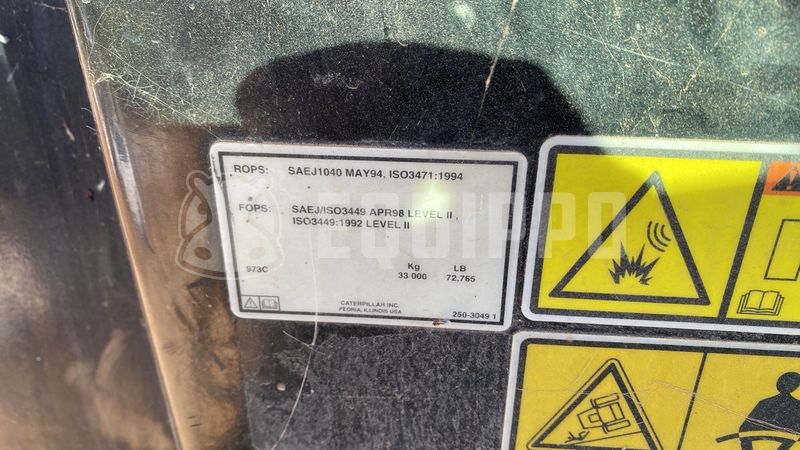 ROPS: SAEJ1040 MAY94, ISO3471:1994
FOPS: SAEJ/ISO3449 APR98 LEVEL II ,
ISO3449:1992 LEVEL II
Kg LB
973C 33 000 72,765
CATERPILLAR INC.
PEORIA, ILLINOIS USA
250-3049 1
EQUIPPO